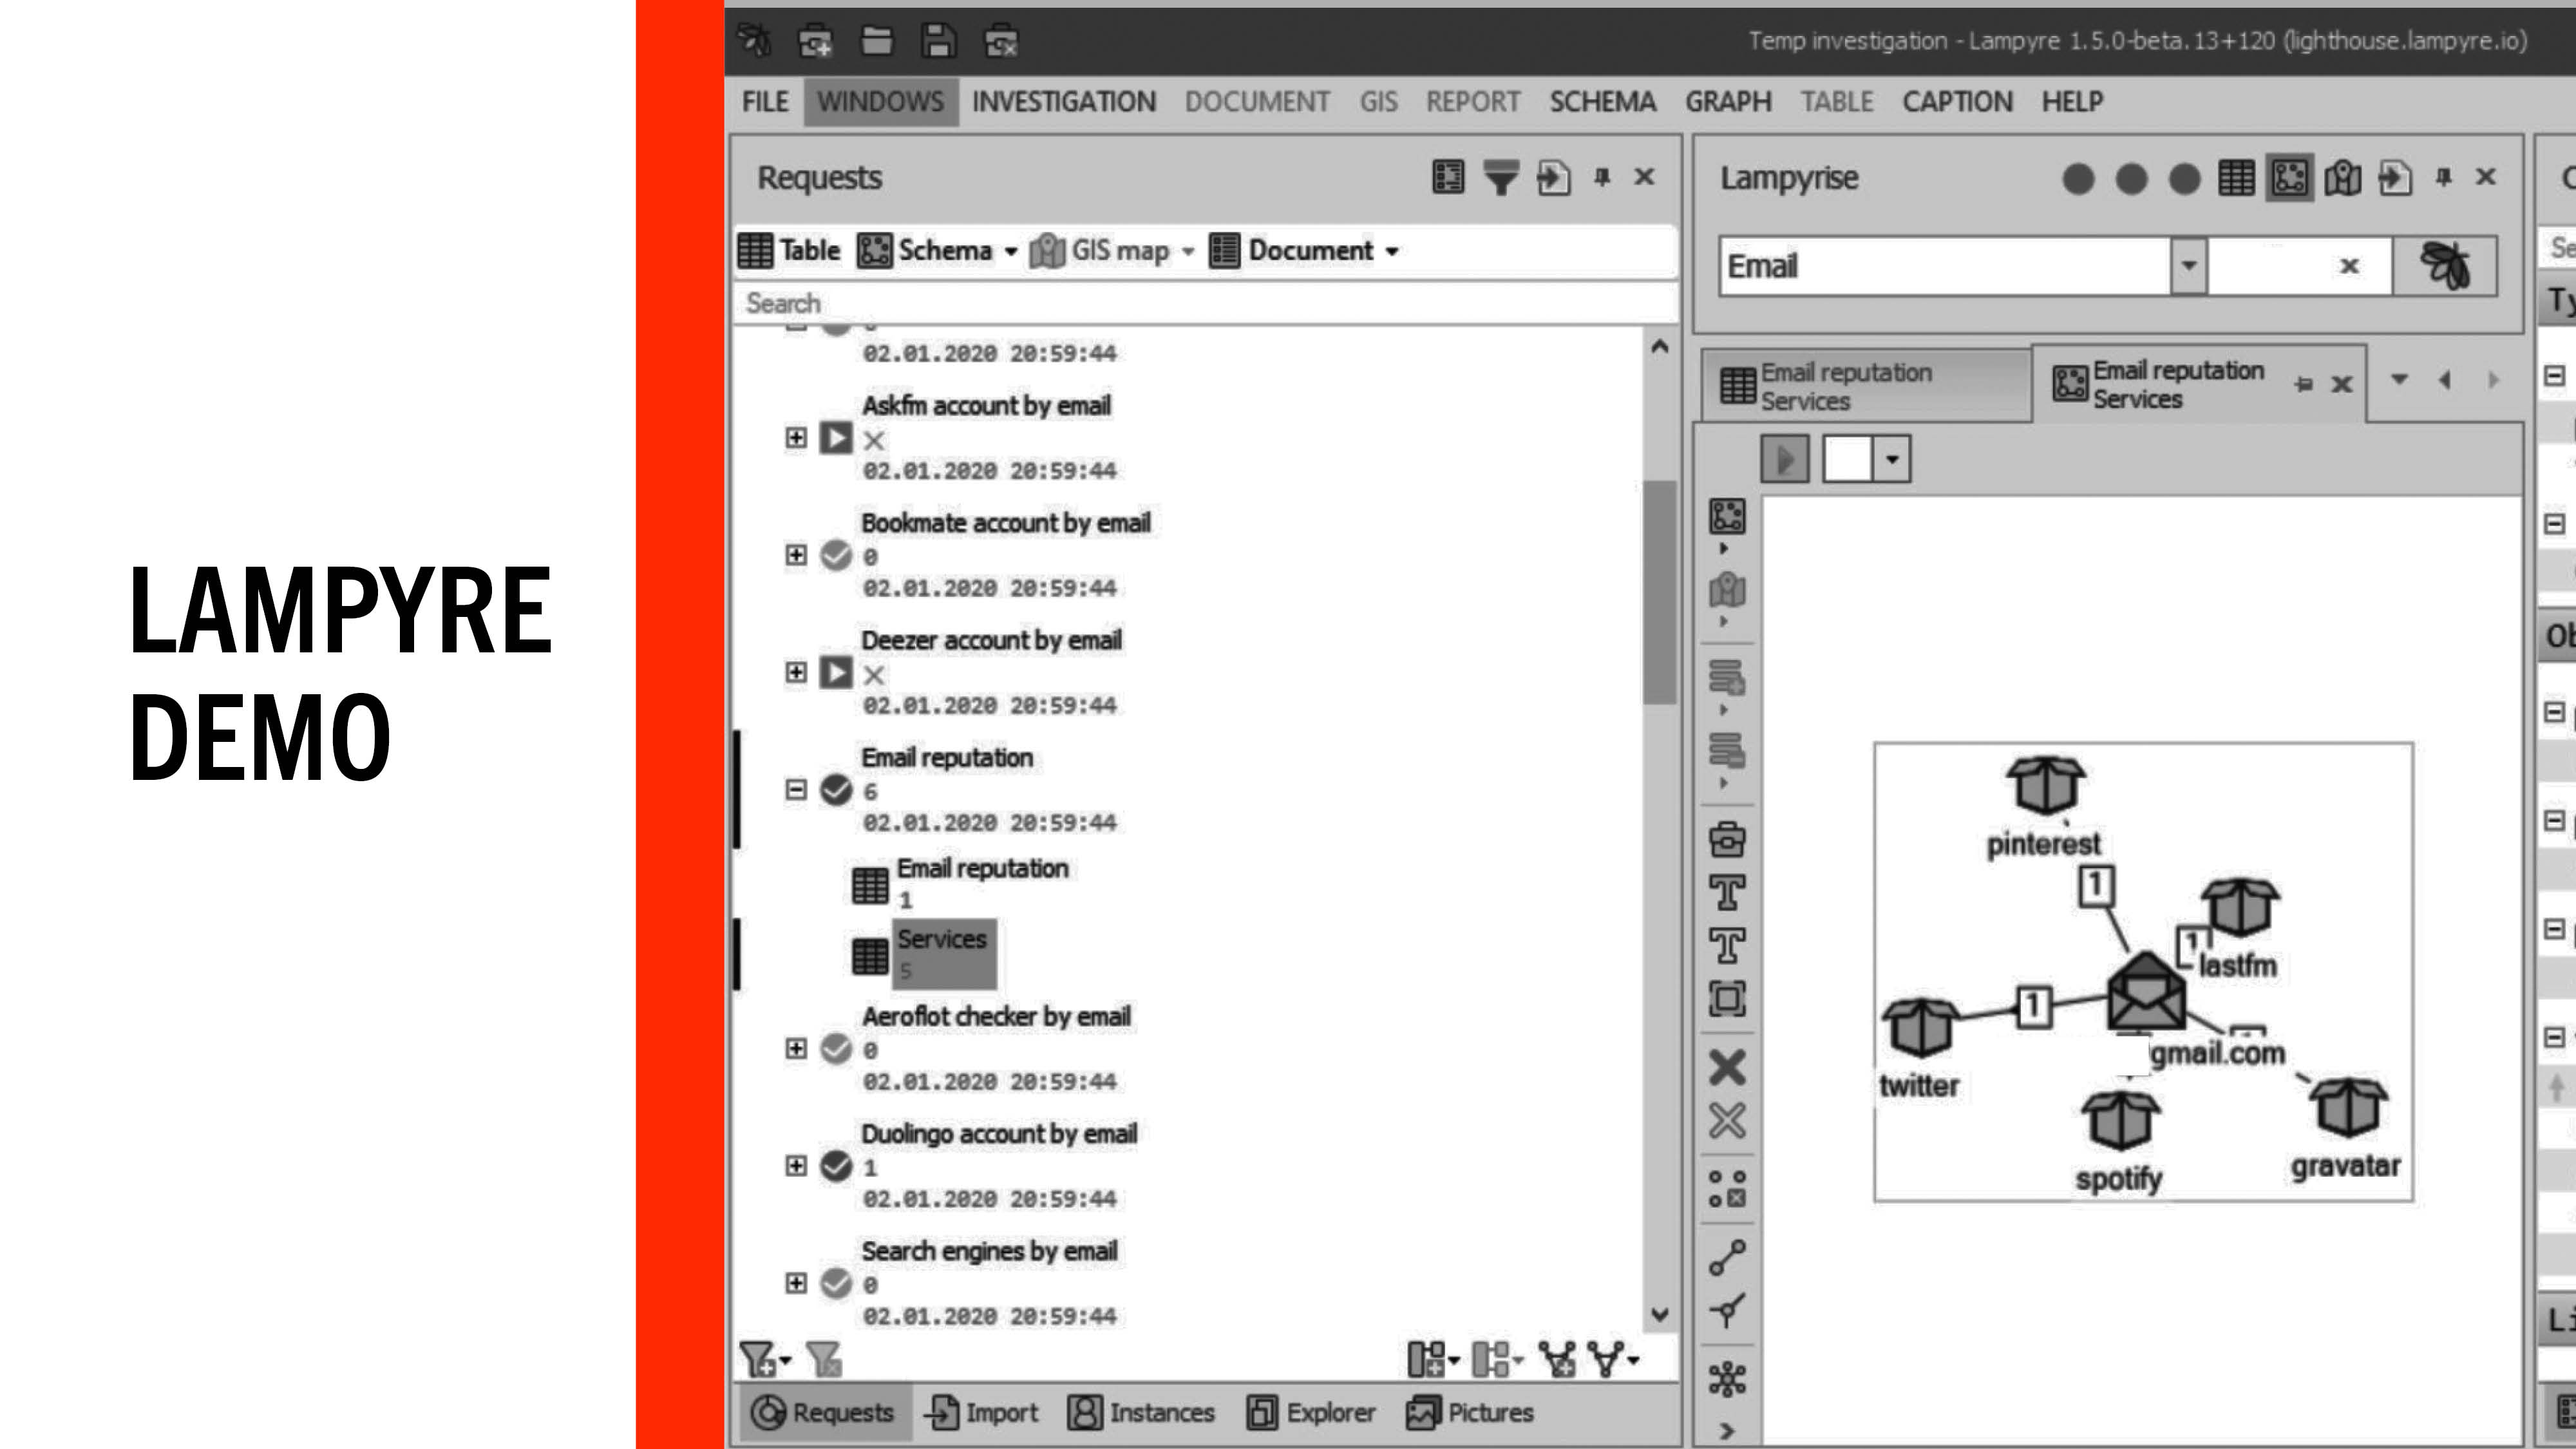 LAMPYRE
DEMO
Temp investigation - Lampyre 1.5.0-beta.13+120 (lighthouse.lampyre.io)
FILE WINDOWS INVESTIGATION DOCUMENT GIS REPORT SCHEMA GRAPH TABLE CAPTION HELP
Requests
Table Schema GIS map Document
Search
02.01.2020 20:59:44
Askfm account by email
02.01.2020 20:59:44
Bookmate account by email
0
02.01.2020 20:59:44
Deezer account by email
02.01.2020 20:59:44
Email reputation
6
02.01.2020 20:59:44
Email reputation
1
Services
5
Aeroflot checker by email
0
02.01.2020 20:59:44
Duolingo account by email
1
02.01.2020 20:59:44
Search engines by email
0
02.01.2020 20:59:44
Requests Import Instances Explorer Pictures
Lampyrise
Email
Email reputation
Services
Email reputation
Services
pinterest
1
1
lastfm
1
gmail.com
twitter
spotify
gravatar